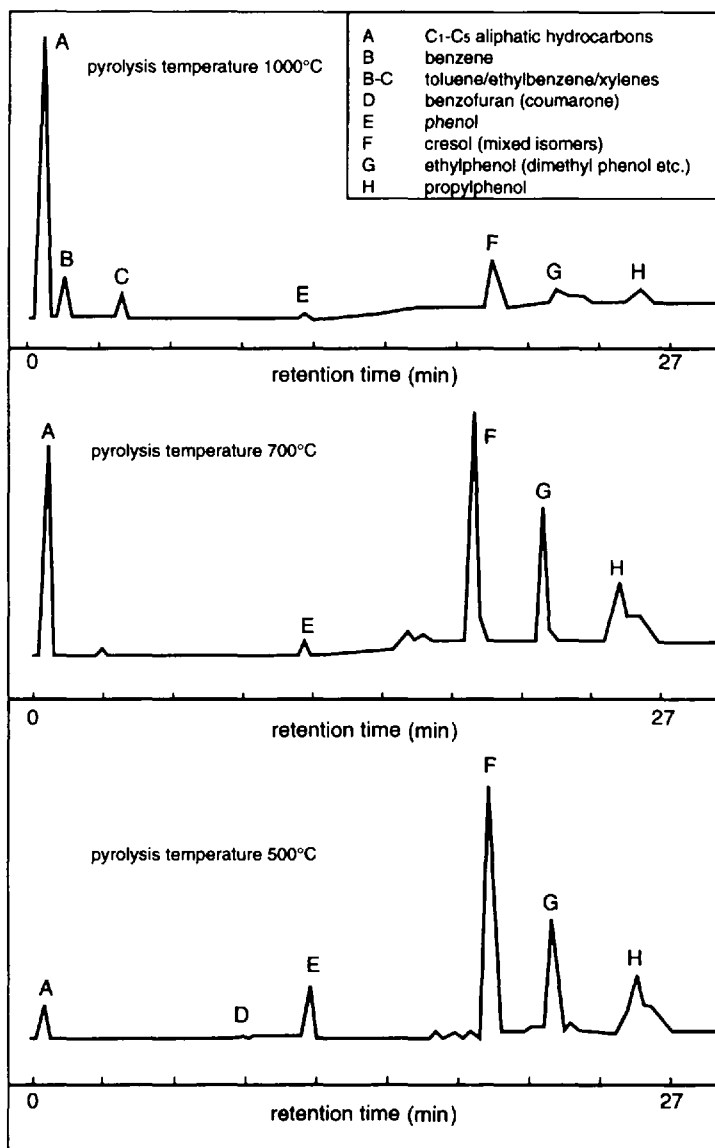 A C₁-C₅ aliphatic hydrocarbons
B benzene
B-C toluene/ethylbenzene/xylenes
D benzofuran (coumarone)
E phenol
F cresol (mixed isomers)
G ethylphenol (dimethyl phenol etc.)
H propylphenol
pyrolysis temperature 1000°C
A
B
C
E
F
G
H
0 27
retention time (min)
pyrolysis temperature 700°C
A
E
F
G
H
0 27
retention time (min)
pyrolysis temperature 500°C
A
D
E
F
G
H
0 27
retention time (min)